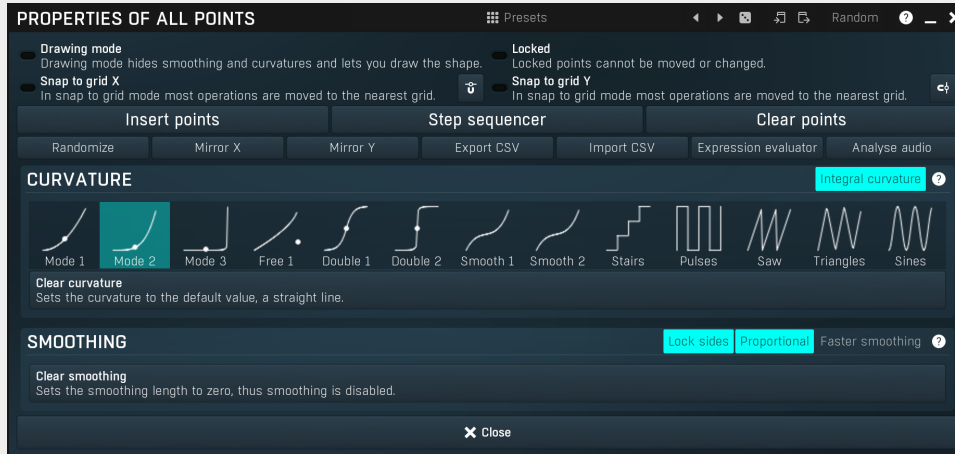 PROPERTIES OF ALL POINTS Presets Random ?
Drawing mode
Drawing mode hides smoothing and curvatures and lets you draw the shape.
Locked
Locked points cannot be moved or changed.
Snap to grid X
In snap to grid mode most operations are moved to the nearest grid.
Snap to grid Y
In snap to grid mode most operations are moved to the nearest grid.
Insert points Step sequencer Clear points
Randomize Mirror X Mirror Y Export CSV Import CSV Expression evaluator Analyse audio
CURVATURE Integral curvature ?
Mode 1 Mode 2 Mode 3 Free 1 Double 1 Double 2 Smooth 1 Smooth 2 Stairs Pulses Saw Triangles Sines
Clear curvature
Sets the curvature to the default value, a straight line.
SMOOTHING Lock sides Proportional Faster smoothing ?
Clear smoothing
Sets the smoothing length to zero, thus smoothing is disabled.
Close